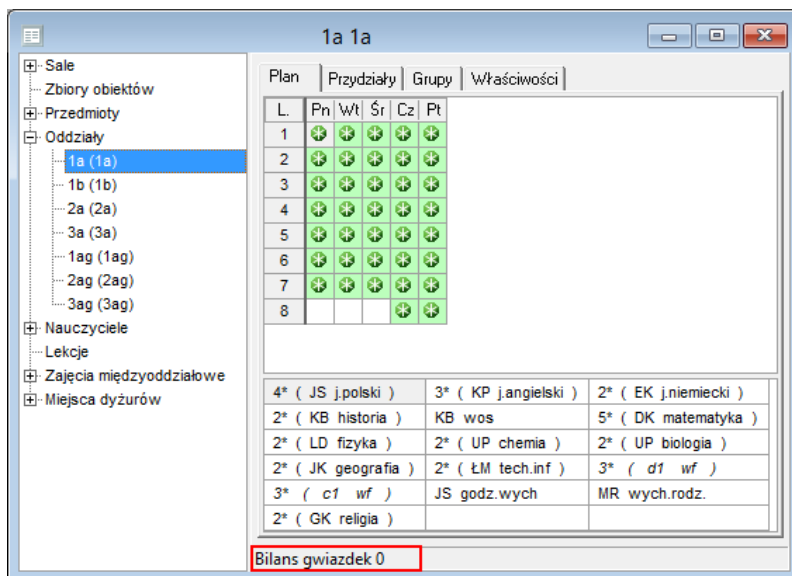 1a 1a
Sale
Zbiory obiektów
Przedmioty
Oddziały
1a (1a)
1b (1b)
2a (2a)
3a (3a)
1ag (1ag)
2ag (2ag)
3ag (3ag)
Nauczyciele
Lekcje
Zajęcia międzyoddziałowe
Miejsca dyżurów
Plan Przydziały Grupy Właściwości
L. Pn Wt Śr Cz Pt
1
2
3
4
5
6
7
8
4* ( JS j.polski ) 3* ( KP j.angielski ) 2* ( EK j.niemiecki )
2* ( KB historia ) KB wos 5* ( DK matematyka )
2* ( LD fizyka ) 2* ( UP chemia ) 2* ( UP biologia )
2* ( JK geografia ) 2* ( ŁM tech.inf ) 3* ( d1 wf )
3* ( c1 wf ) JS godz.wych MR wych.rodz.
2* ( GK religia )
Bilans gwiazdek 0